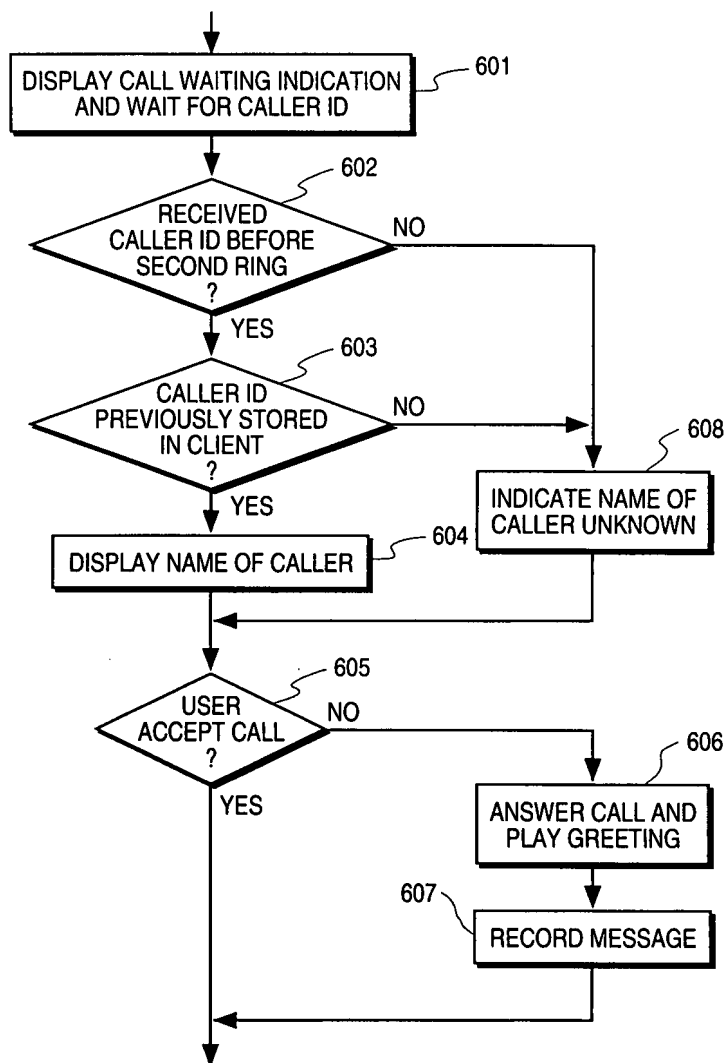 DISPLAY CALL WAITING INDICATION
AND WAIT FOR CALLER ID
601
602
RECEIVED
CALLER ID BEFORE
SECOND RING
?
NO
YES
603
CALLER ID
PREVIOUSLY STORED
IN CLIENT
?
NO
YES
608
INDICATE NAME OF
CALLER UNKNOWN
604
DISPLAY NAME OF CALLER
605
USER
ACCEPT CALL
?
NO
YES
606
ANSWER CALL AND
PLAY GREETING
607
RECORD MESSAGE